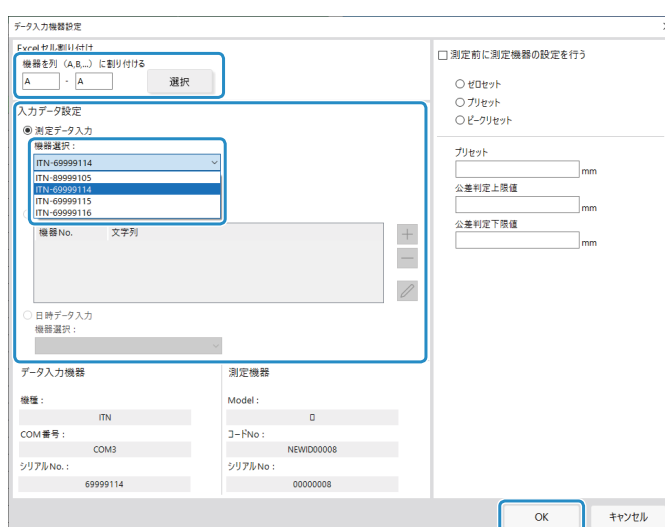 データ入力機器設定
Excelセル割り付け
機器を列 (A,B,...) に割り付ける
A - A 選択
入力データ設定
測定データ入力
機器選択：
ITN-69999114
ITN-89999105
ITN-69999114
ITN-69999115
ITN-69999116
機器No. 文字列
日時データ入力
機器選択：
データ入力機器
機種：
ITN
COM番号：
COM3
シリアルNo.：
69999114
測定機器
Model：
コードNo：
NEWID00008
シリアルNo：
00000008
測定前に測定機器の設定を行う
ゼロセット
プリセット
ピークリセット
プリセット
mm
公差判定上限値
mm
公差判定下限値
mm
OK キャンセル